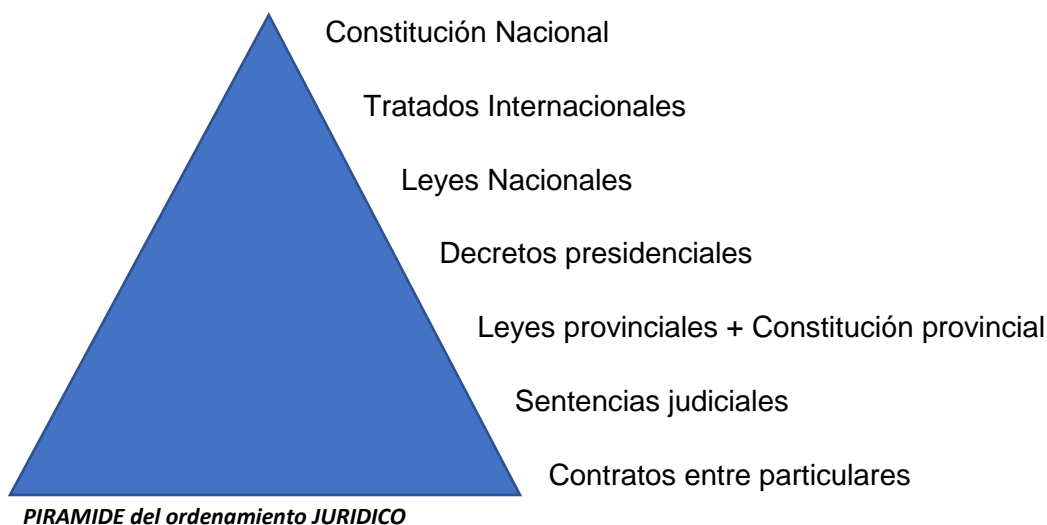 Constitución Nacional
Tratados Internacionales
Leyes Nacionales
Decretos presidenciales
Leyes provinciales + Constitución provincial
Sentencias judiciales
Contratos entre particulares
PIRAMIDE del ordenamiento JURIDICO